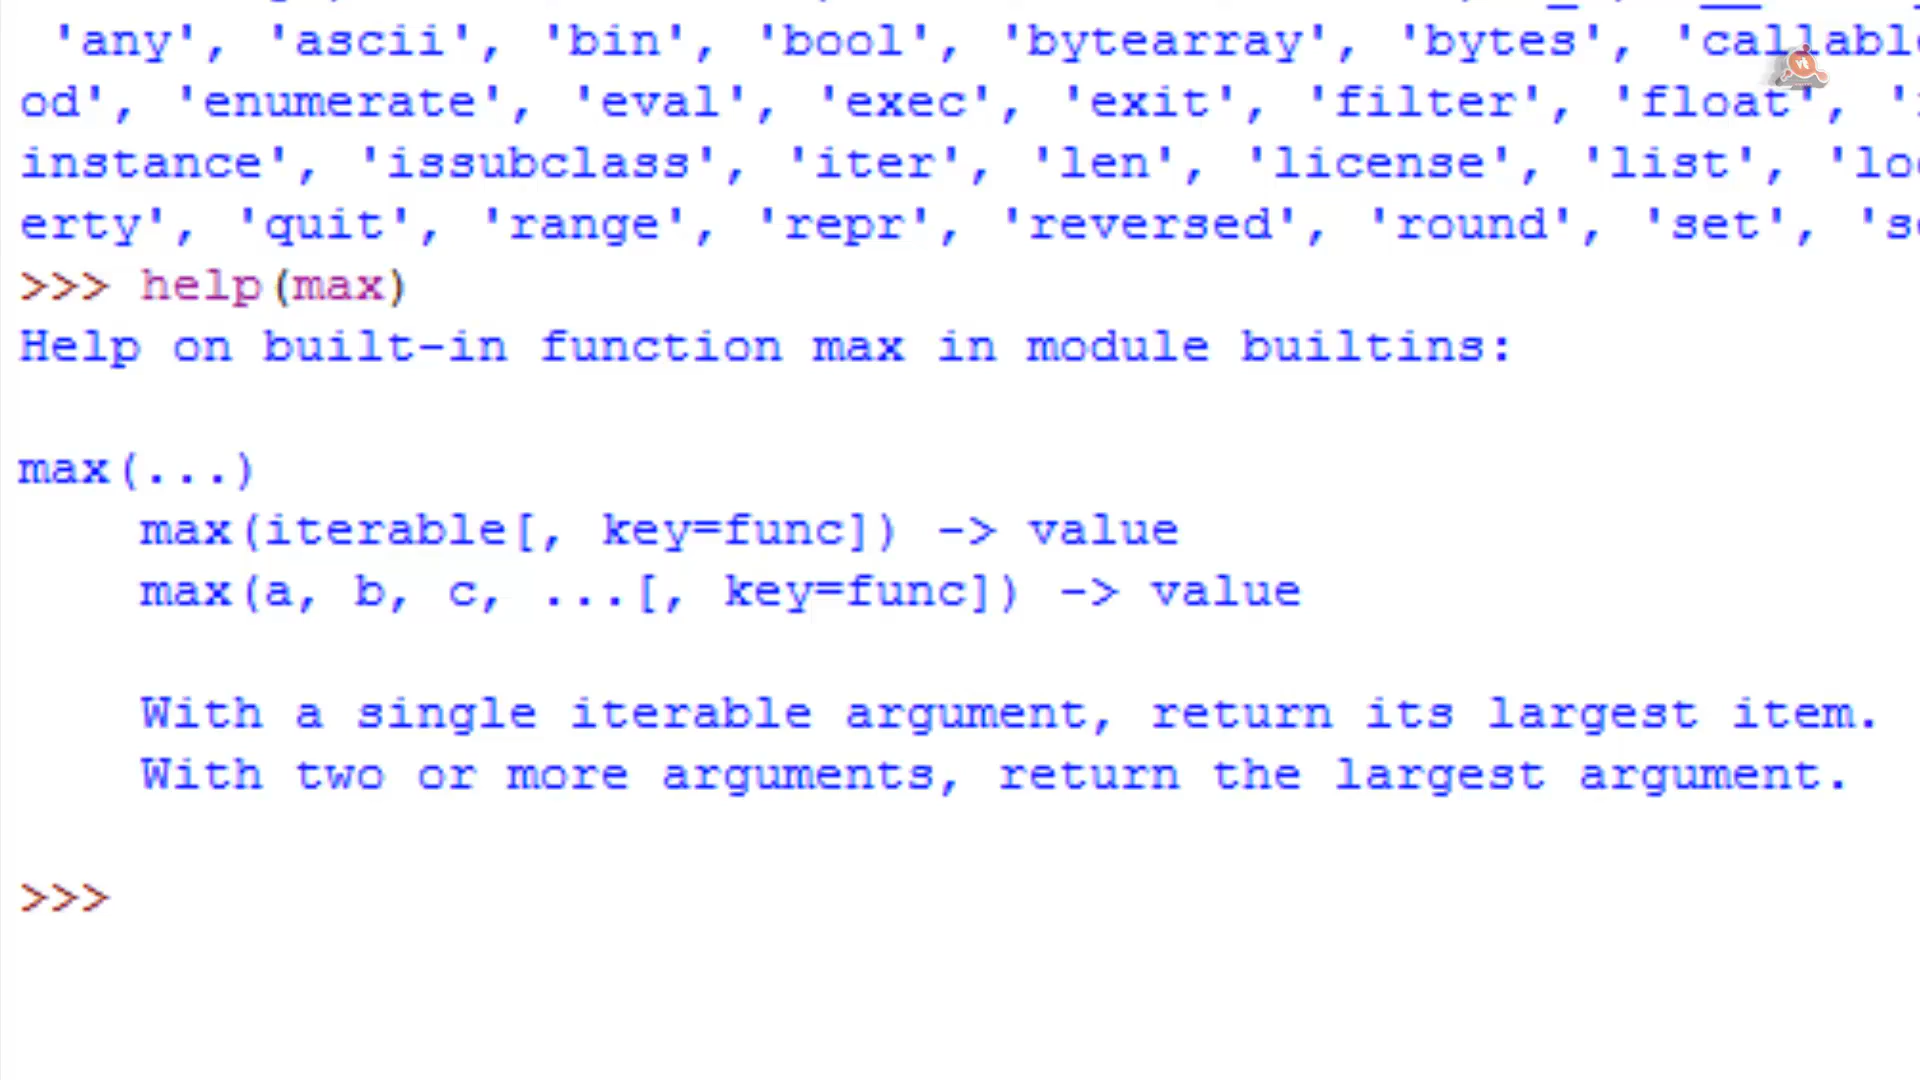 'any', 'ascii', 'bin', 'bool', 'bytearray', 'bytes', 'callabl
od', 'enumerate', 'eval', 'exec', 'exit', 'filter', 'float', '
instance', 'issubclass', 'iter', 'len', 'license', 'list', 'lo
erty', 'quit', 'range', 'repr', 'reversed', 'round', 'set', 's
>>> help(max)
Help on built-in function max in module builtins:
max(...)
max(iterable[, key=func]) -> value
max(a, b, c, ...[, key=func]) -> value
With a single iterable argument, return its largest item.
With two or more arguments, return the largest argument.
>>>